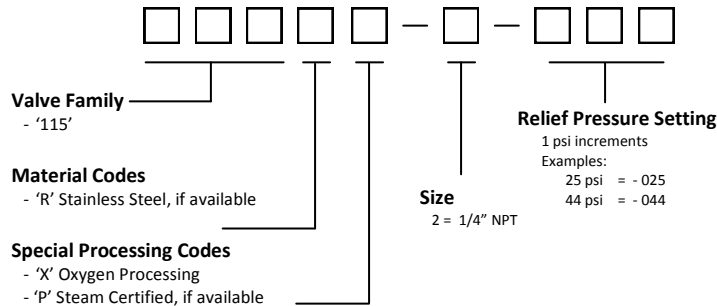 Valve Family
- ‘115’
Material Codes
- ‘R’ Stainless Steel, if available
Special Processing Codes
- ‘X’ Oxygen Processing
- ‘P’ Steam Certified, if available
Size
2 = 1/4” NPT
Relief Pressure Setting
1 psi increments
Examples:
25 psi = - 025
44 psi = - 044